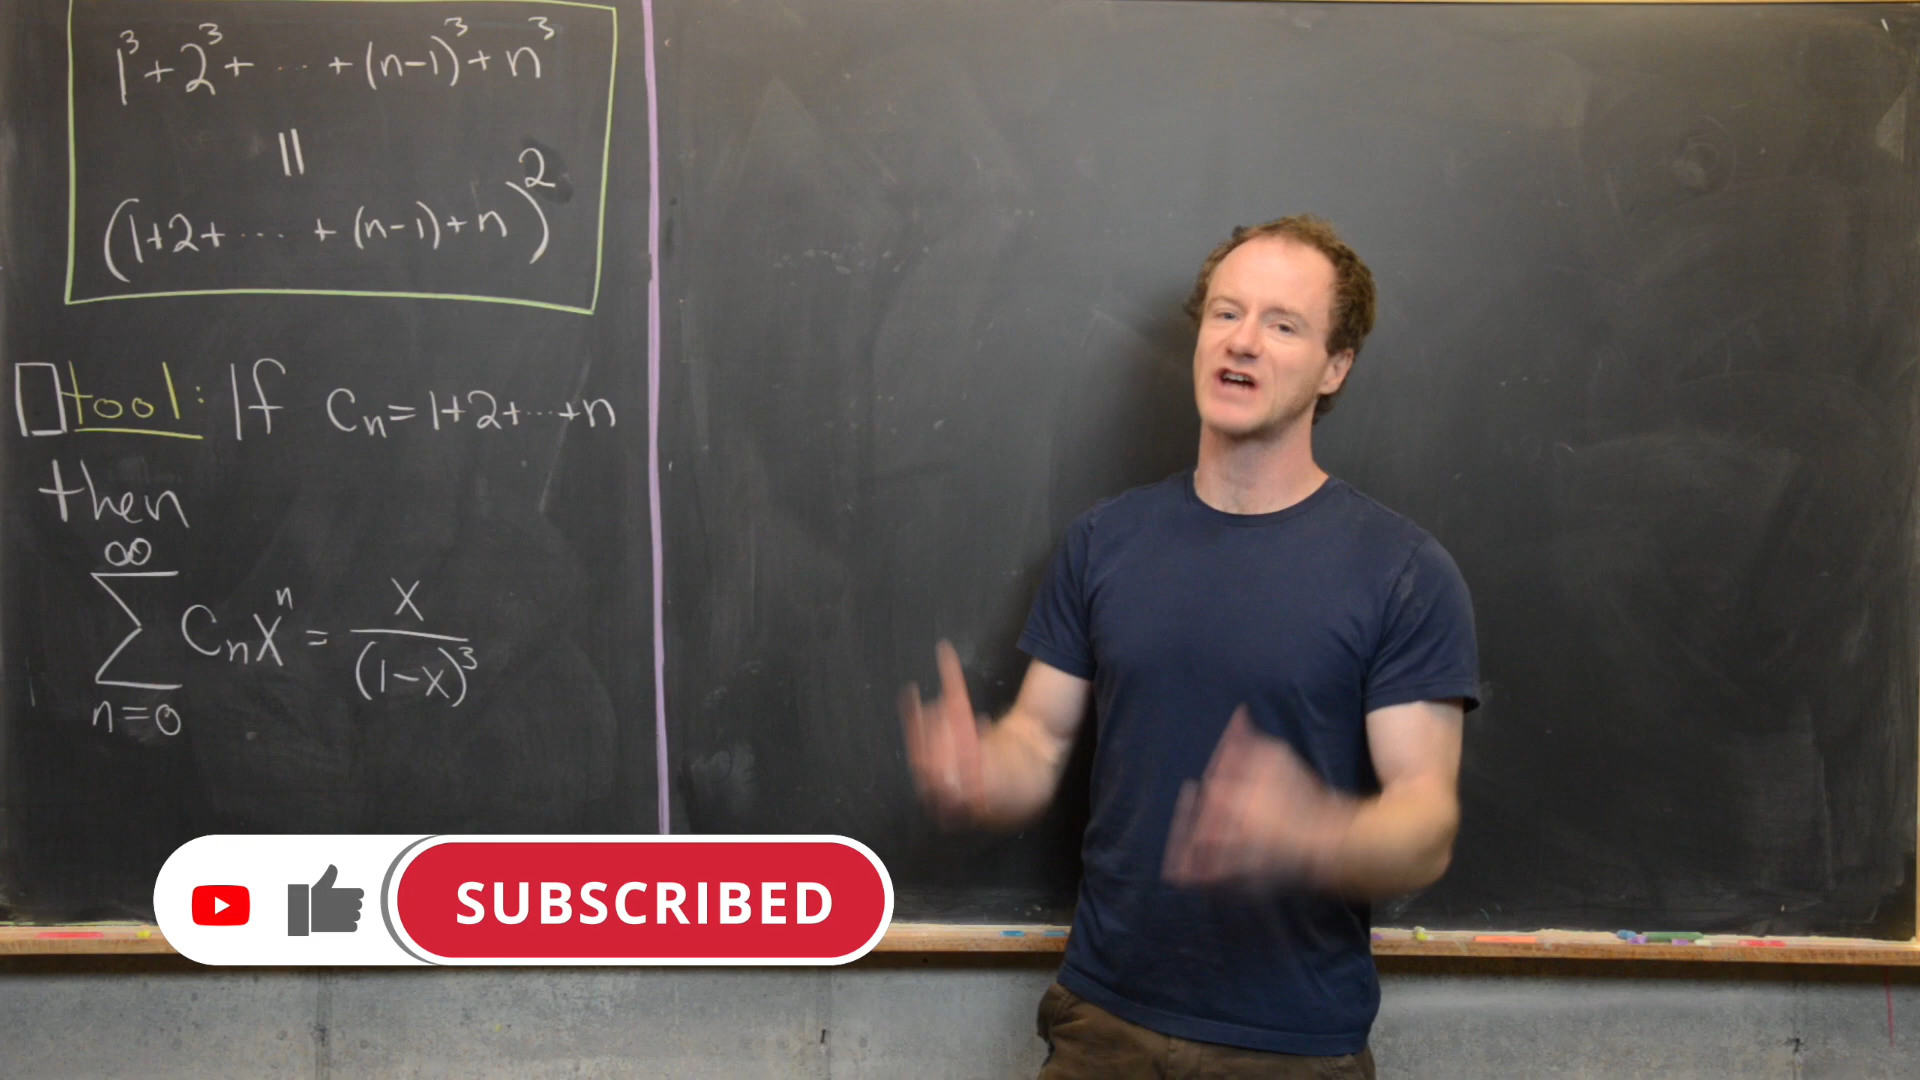 1³+2³+ ··· +(n-1)³+n³
=
(1+2+ ··· +(n-1)+n)²
□ tool: If Cₙ=1+2+···+n
then
∞
∑ Cₙxⁿ = x/(1-x)³
n=0
SUBSCRIBED